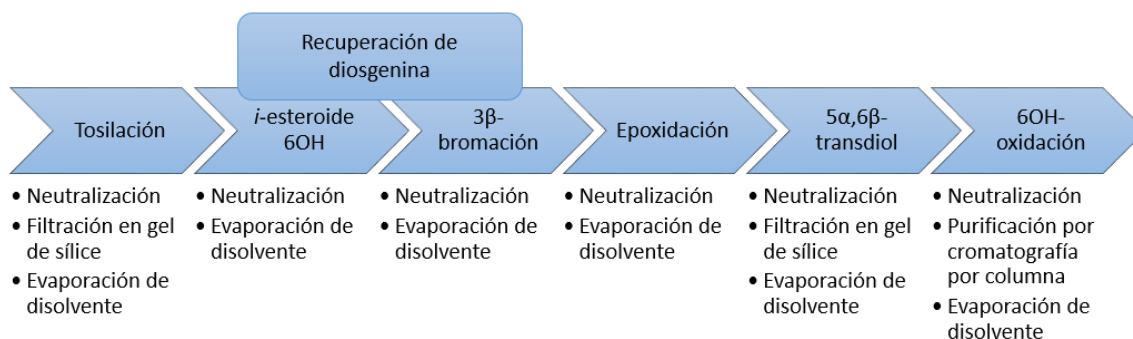 Recuperación de
diosgenina
Tosilación
i-esteroide
6OH
3β-
bromación
Epoxidación
5α,6β-
transdiol
6OH-
oxidación
• Neutralización
• Filtración en gel
de sílice
• Evaporación de
disolvente
• Neutralización
• Evaporación de
disolvente
• Neutralización
• Evaporación de
disolvente
• Neutralización
• Evaporación de
disolvente
• Neutralización
• Filtración en gel
de sílice
• Evaporación de
disolvente
• Neutralización
• Purificación por
cromatografía
por columna
• Evaporación de
disolvente